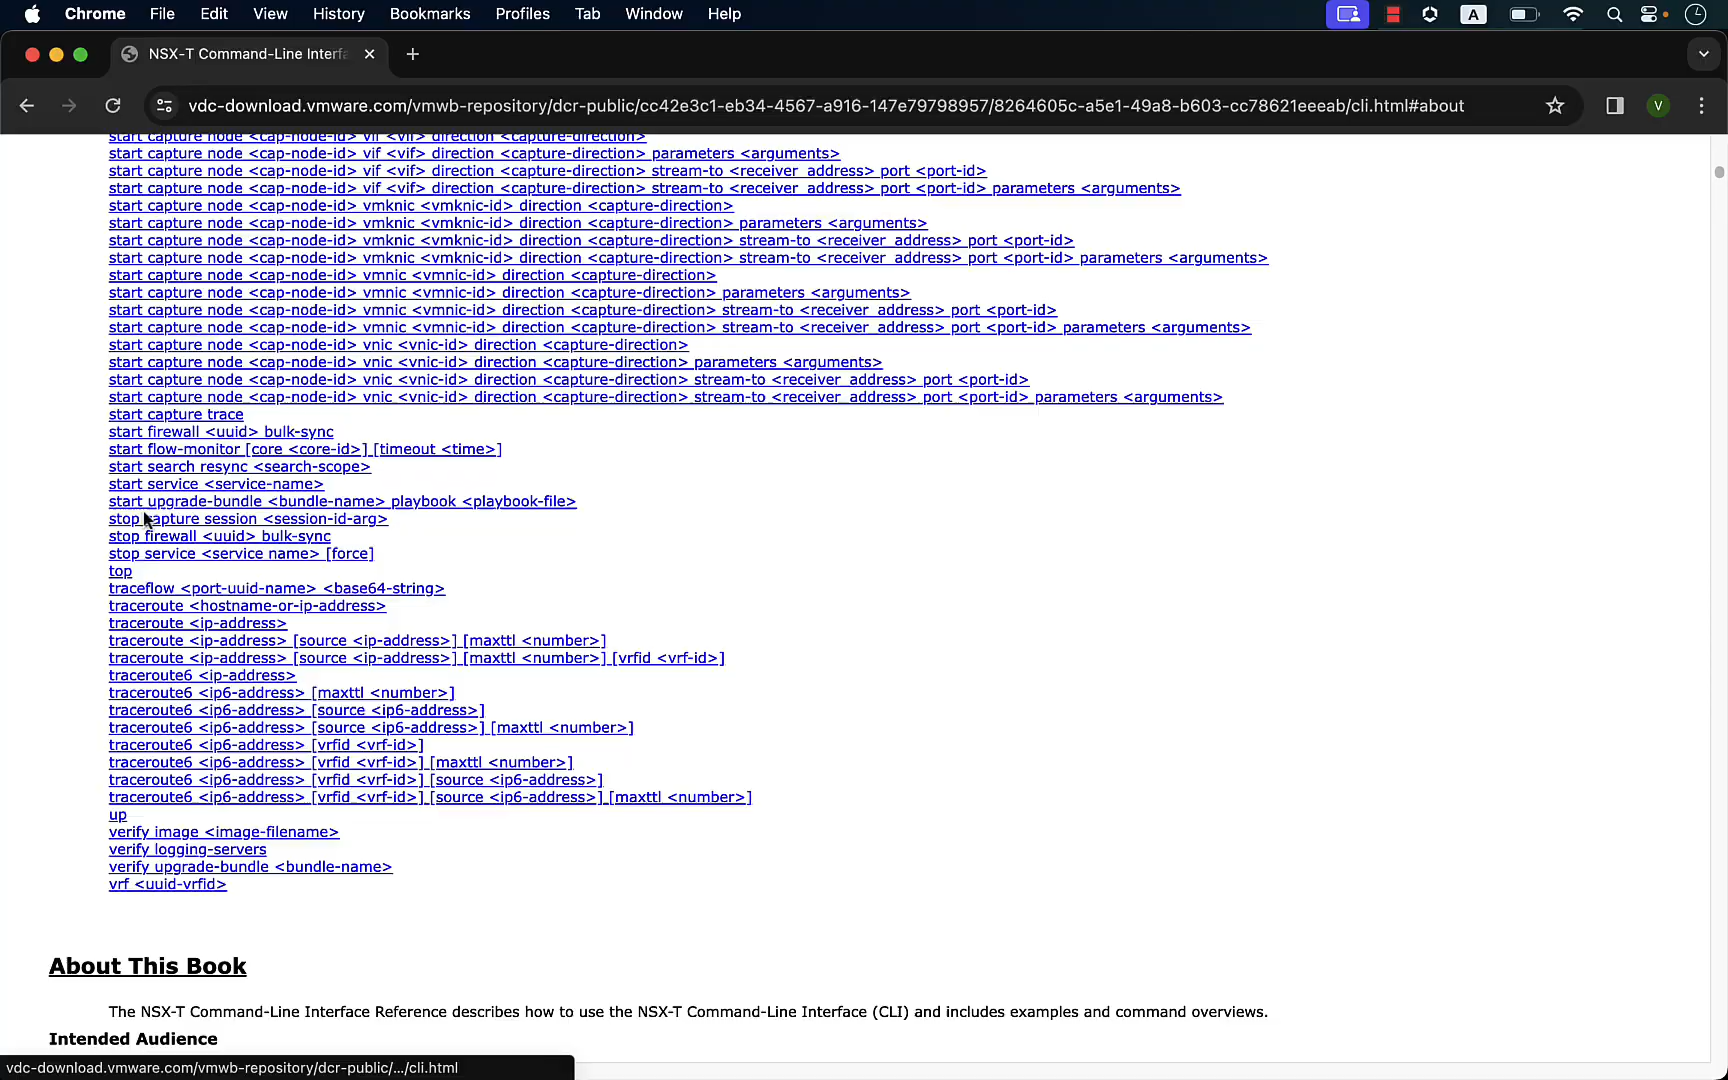 Chrome File Edit View History Bookmarks Profiles Tab Window Help A
NSX-T Command-Line Interfa
vdc-download.vmware.com/vmwb-repository/dcr-public/cc42e3c1-eb34-4567-a916-147e79798957/8264605c-a5e1-49a8-b603-cc78621eeeab/cli.html#about V
start capture node <cap-node-id> vif <vif> direction <capture-direction>
start capture node <cap-node-id> vif <vif> direction <capture-direction> parameters <arguments>
start capture node <cap-node-id> vif <vif> direction <capture-direction> stream-to <receiver_address> port <port-id>
start capture node <cap-node-id> vif <vif> direction <capture-direction> stream-to <receiver_address> port <port-id> parameters <arguments>
start capture node <cap-node-id> vmknic <vmknic-id> direction <capture-direction>
start capture node <cap-node-id> vmknic <vmknic-id> direction <capture-direction> parameters <arguments>
start capture node <cap-node-id> vmknic <vmknic-id> direction <capture-direction> stream-to <receiver_address> port <port-id>
start capture node <cap-node-id> vmknic <vmknic-id> direction <capture-direction> stream-to <receiver_address> port <port-id> parameters <arguments>
start capture node <cap-node-id> vmnic <vmnic-id> direction <capture-direction>
start capture node <cap-node-id> vmnic <vmnic-id> direction <capture-direction> parameters <arguments>
start capture node <cap-node-id> vmnic <vmnic-id> direction <capture-direction> stream-to <receiver_address> port <port-id>
start capture node <cap-node-id> vmnic <vmnic-id> direction <capture-direction> stream-to <receiver_address> port <port-id> parameters <arguments>
start capture node <cap-node-id> vnic <vnic-id> direction <capture-direction>
start capture node <cap-node-id> vnic <vnic-id> direction <capture-direction> parameters <arguments>
start capture node <cap-node-id> vnic <vnic-id> direction <capture-direction> stream-to <receiver_address> port <port-id>
start capture node <cap-node-id> vnic <vnic-id> direction <capture-direction> stream-to <receiver_address> port <port-id> parameters <arguments>
start capture trace
start firewall <uuid> bulk-sync
start flow-monitor [core <core-id>] [timeout <time>]
start search resync <search-scope>
start service <service-name>
start upgrade-bundle <bundle-name> playbook <playbook-file>
stop capture session <session-id-arg>
stop firewall <uuid> bulk-sync
stop service <service name> [force]
top
traceflow <port-uuid-name> <base64-string>
traceroute <hostname-or-ip-address>
traceroute <ip-address>
traceroute <ip-address> [source <ip-address>] [maxttl <number>]
traceroute <ip-address> [source <ip-address>] [maxttl <number>] [vrfid <vrf-id>]
traceroute6 <ip-address>
traceroute6 <ip6-address> [maxttl <number>]
traceroute6 <ip6-address> [source <ip6-address>]
traceroute6 <ip6-address> [source <ip6-address>] [maxttl <number>]
traceroute6 <ip6-address> [vrfid <vrf-id>]
traceroute6 <ip6-address> [vrfid <vrf-id>] [maxttl <number>]
traceroute6 <ip6-address> [vrfid <vrf-id>] [source <ip6-address>]
traceroute6 <ip6-address> [vrfid <vrf-id>] [source <ip6-address>] [maxttl <number>]
up
verify image <image-filename>
verify logging-servers
verify upgrade-bundle <bundle-name>
vrf <uuid-vrfid>
About This Book
The NSX-T Command-Line Interface Reference describes how to use the NSX-T Command-Line Interface (CLI) and includes examples and command overviews.
Intended Audience
vdc-download.vmware.com/vmwb-repository/dcr-public/.../cli.html